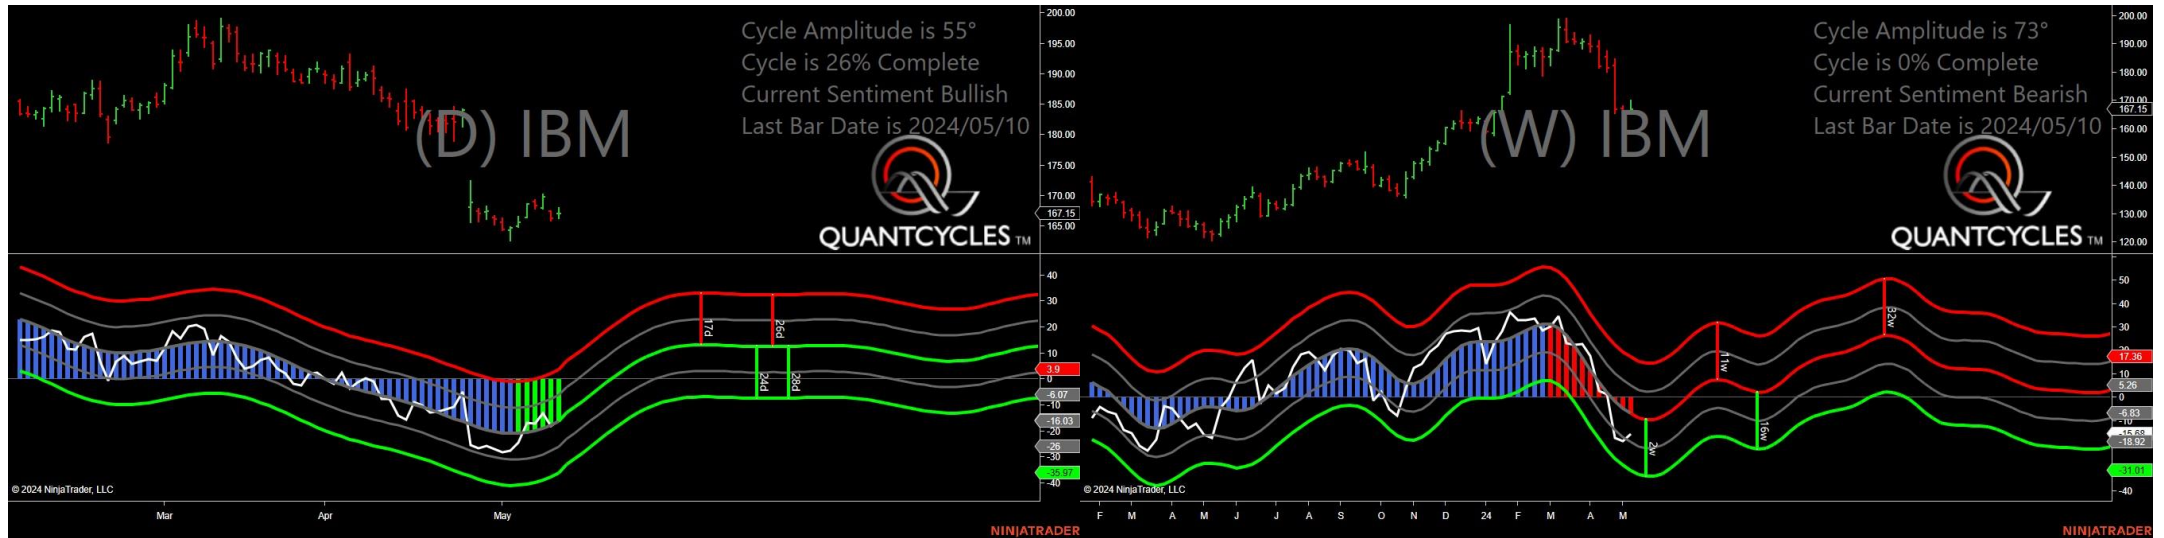 200.00
195.00
190.00
185.00
180.00
175.00
170.00
167.15
165.00
Cycle Amplitude is 55°
Cycle is 26% Complete
Current Sentiment Bullish
Last Bar Date is 2024/05/10
(D) IBM
QUANTCYCLES TM
17d
26d
24d
28d
40
30
20
10
3.9
0
-6.07
-10
-16.03
-20
-26
-30
-35.97
-40
© 2024 NinjaTrader, LLC
Mar
Apr
May
NINJATRADER
200.00
190.00
180.00
170.00
167.15
160.00
150.00
140.00
130.00
120.00
Cycle Amplitude is 73°
Cycle is 0% Complete
Current Sentiment Bearish
Last Bar Date is 2024/05/10
(W) IBM
QUANTCYCLES TM
2w
11w
16w
32w
50
40
30
17.36
10
5.26
0
-6.83
-10
-15.68
-18.92
-31.01
-40
© 2024 NinjaTrader, LLC
F M A M J J A S O N D 24 F M A M
NINJATRADER